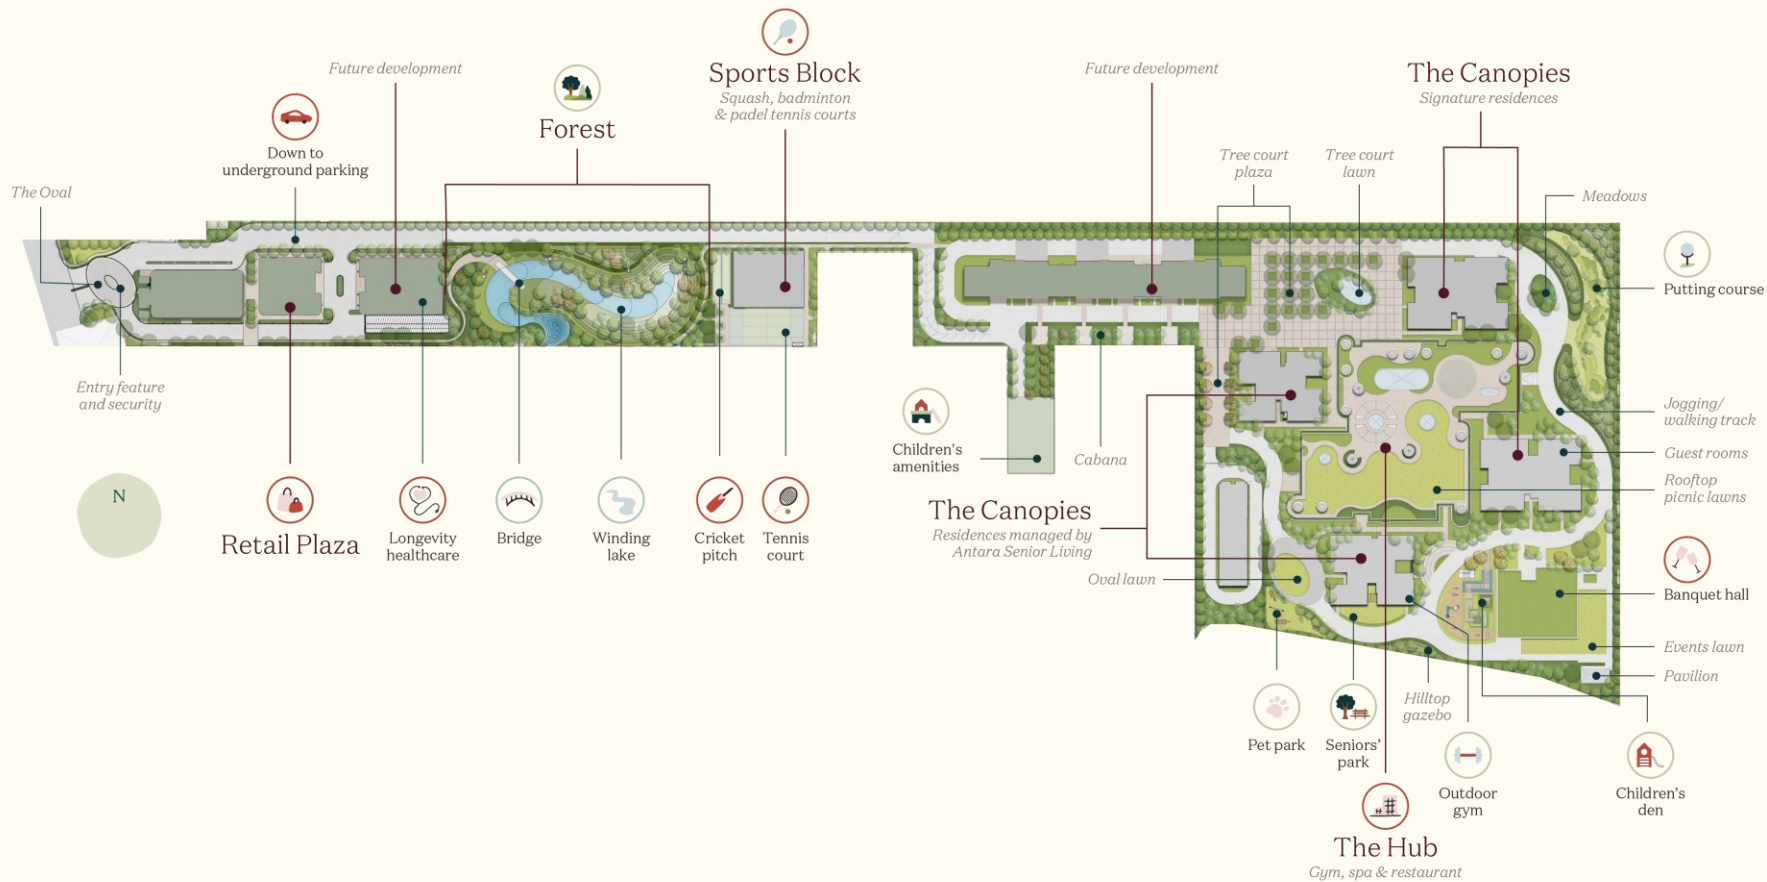 Sports Block
Squash, badminton
& padel tennis courts
Future development
Forest
Future development
The Canopies
Signature residences
Down to
underground parking
The Oval
Tree court
plaza
Tree court
lawn
Meadows
Putting course
Entry feature
and security
Jogging/
walking track
Guest rooms
Rooftop
picnic lawns
Children's
amenities
Cabana
N
Retail Plaza
Longevity
healthcare
Bridge
Winding
lake
Cricket
pitch
Tennis
court
The Canopies
Residences managed by
Antara Senior Living
Oval lawn
Banquet hall
Events lawn
Pavilion
Pet park
Seniors'
park
Hilltop
gazebo
Outdoor
gym
Children's
den
The Hub
Gym, spa & restaurant